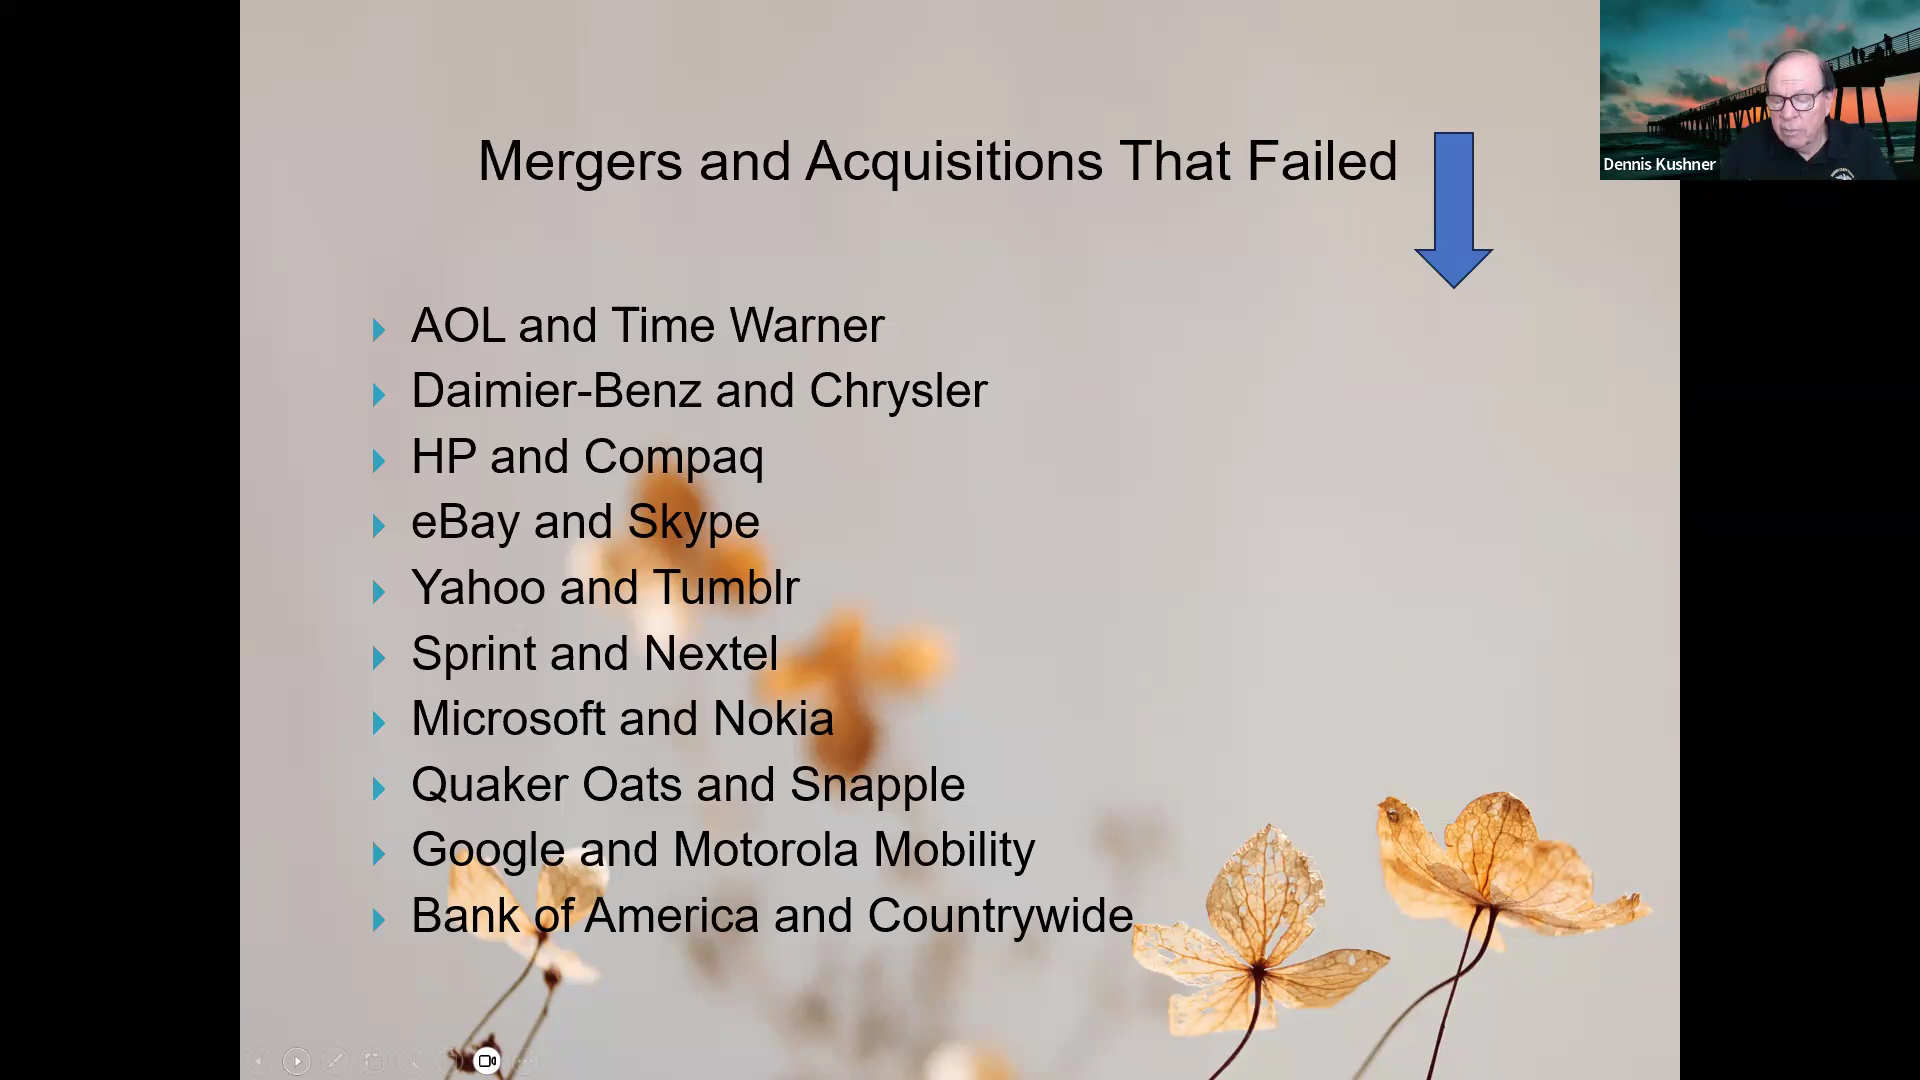 Mergers and Acquisitions That Failed
Dennis Kushner
AOL and Time Warner
Daimier-Benz and Chrysler
HP and Compaq
eBay and Skype
Yahoo and Tumblr
Sprint and Nextel
Microsoft and Nokia
Quaker Oats and Snapple
Google and Motorola Mobility
Bank of America and Countrywide